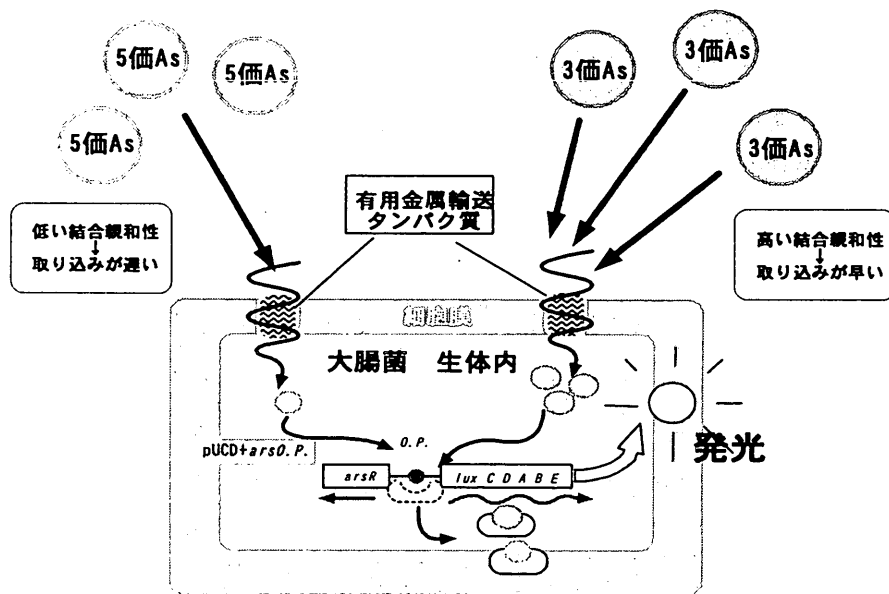 5価As
5価As
5価As
3価As
3価As
3価As
有用金属輸送
タンパク質
低い結合親和性
↓
取り込みが遅い
高い結合親和性
↓
取り込みが早い
細胞膜
大腸菌 生体内
pUCD+arsO.P.
O.P.
arsR
lux C D A B E
発光